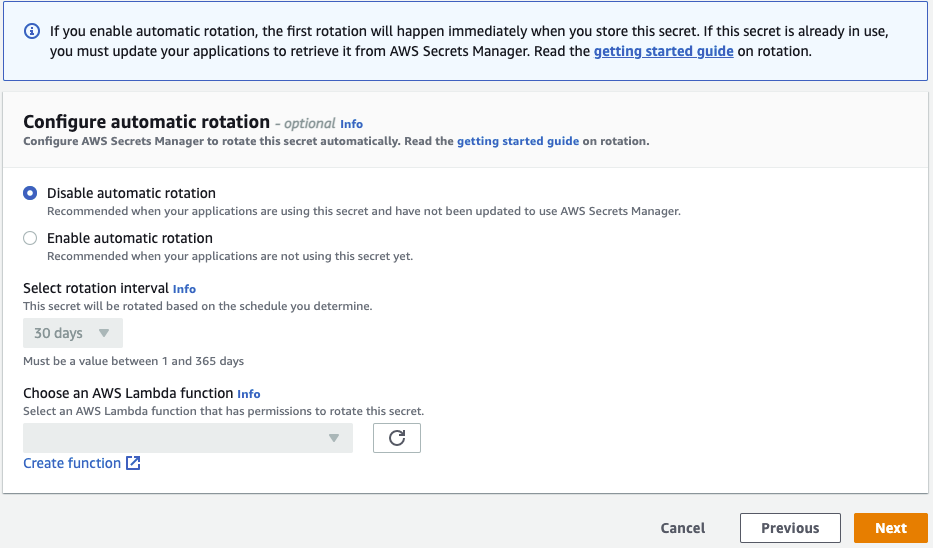 If you enable automatic rotation, the first rotation will happen immediately when you store this secret. If this secret is already in use,
you must update your applications to retrieve it from AWS Secrets Manager. Read the getting started guide on rotation.
Configure automatic rotation - optional Info
Configure AWS Secrets Manager to rotate this secret automatically. Read the getting started guide on rotation.
Disable automatic rotation
Recommended when your applications are using this secret and have not been updated to use AWS Secrets Manager.
Enable automatic rotation
Recommended when your applications are not using this secret yet.
Select rotation interval Info
This secret will be rotated based on the schedule you determine.
30 days
Must be a value between 1 and 365 days
Choose an AWS Lambda function Info
Select an AWS Lambda function that has permissions to rotate this secret.
Create function
Cancel Previous Next